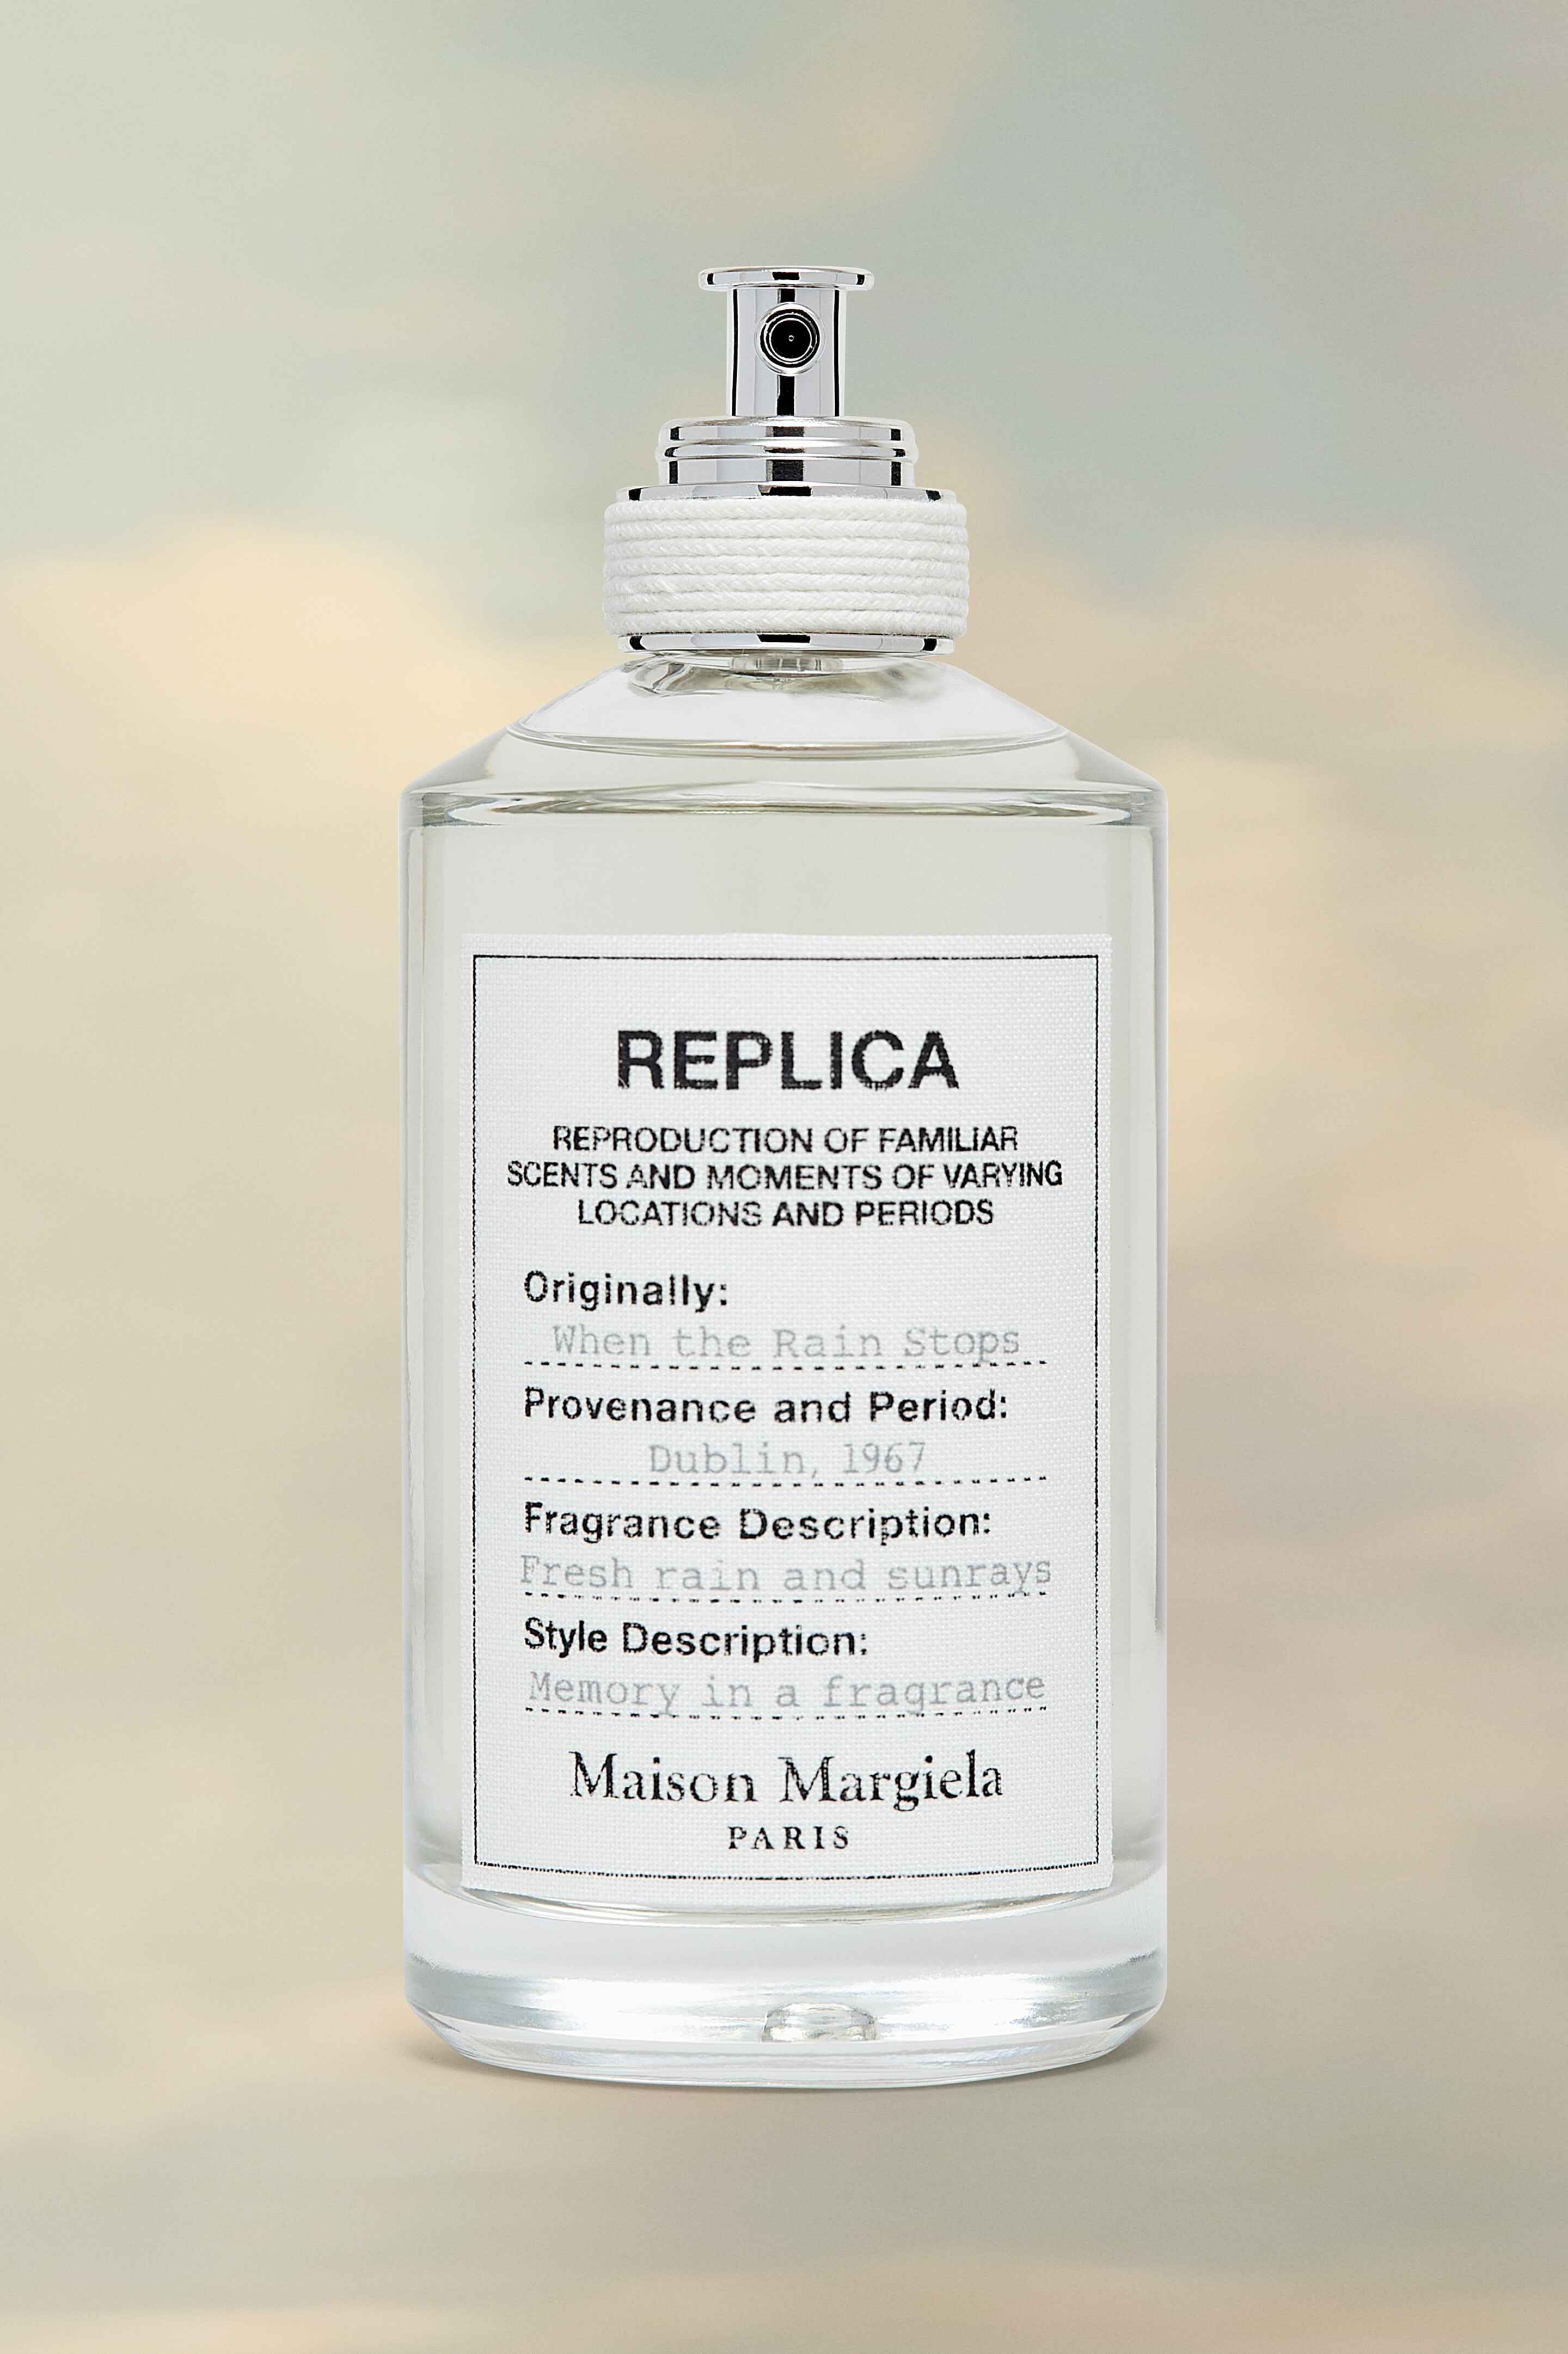 REPLICA
REPRODUCTION OF FAMILIAR
SCENTS AND MOMENTS OF VARYING
LOCATIONS AND PERIODS
Originally:
When the Rain Stops
Provenance and Period:
Dublin, 1967
Fragrance Description:
Fresh rain and sunrays
Style Description:
Memory in a fragrance
Maison Margiela
PARIS